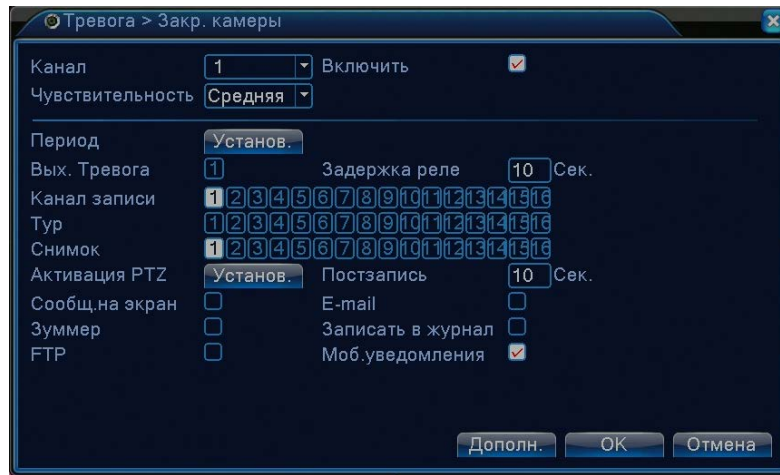 Тревога > Закр. камеры
Канал 1 Включить
Чувствительность Средняя
Период Установ.
Вых. Тревога 1 Задержка реле 10 Сек.
Канал записи 1 2 3 4 5 6 7 8 9 10 11 12 13 14 15 16
Тур 1 2 3 4 5 6 7 8 9 10 11 12 13 14 15 16
Снимок 1 2 3 4 5 6 7 8 9 10 11 12 13 14 15 16
Активация PTZ Установ. Постзапись 10 Сек.
Сообщ.на экран E-mail
Зуммер Записать в журнал
FTP Моб.уведомления
Дополн. OK Отмена